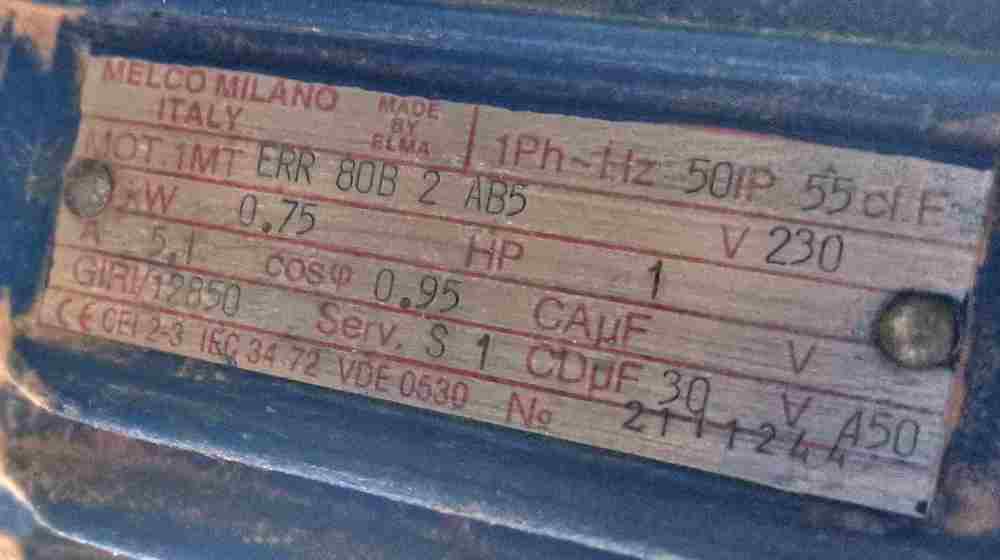 MELCO MILANO
ITALY
MADE
BY
ELMA
1Ph~Hz 50 IP 55 cl F
MOT. 1MT ERR 80B 2 AB5
V 230
kW 0.75 HP 1
A 5,1 cosφ 0.95 CAµF V
GIRI/1 2850 Serv. S 1 CDµF 30 V 450
CE CEI 2-3 IEC 34.72 VDE 0530 No 2111244